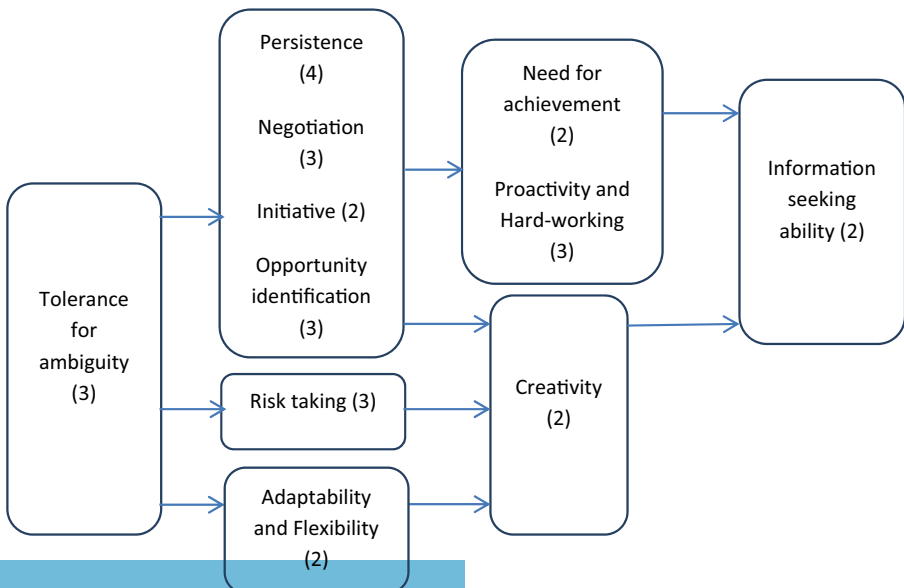 Tolerance
for
ambiguity
(3)
Persistence
(4)
Negotiation
(3)
Initiative (2)
Opportunity
identification
(3)
Risk taking (3)
Adaptability
and Flexibility
(2)
Need for
achievement
(2)
Proactivity and
Hard-working
(3)
Creativity
(2)
Information
seeking
ability (2)